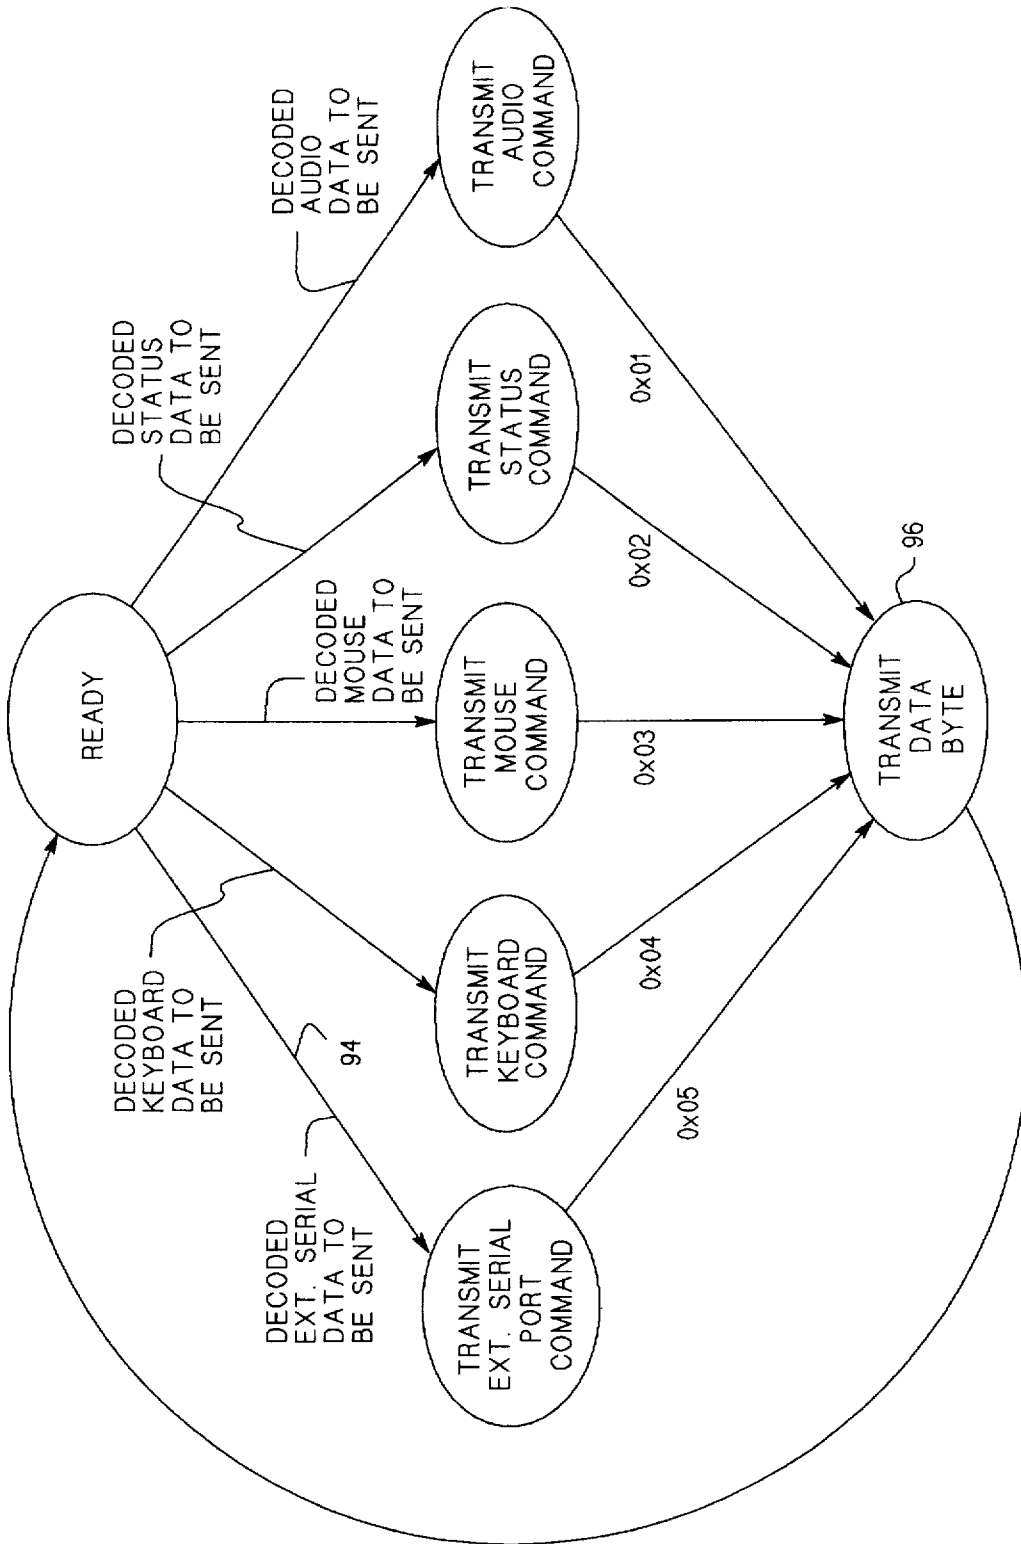 READY
DECODED
EXT. SERIAL
DATA TO
BE SENT
94
DECODED
KEYBOARD
DATA TO
BE SENT
DECODED
MOUSE
DATA TO
BE SENT
DECODED
STATUS
DATA TO
BE SENT
DECODED
AUDIO
DATA TO
BE SENT
TRANSMIT
EXT. SERIAL
PORT
COMMAND
TRANSMIT
KEYBOARD
COMMAND
TRANSMIT
MOUSE
COMMAND
TRANSMIT
STATUS
COMMAND
TRANSMIT
AUDIO
COMMAND
0x05
0x04
0x03
0x02
0x01
TRANSMIT
DATA
BYTE
96